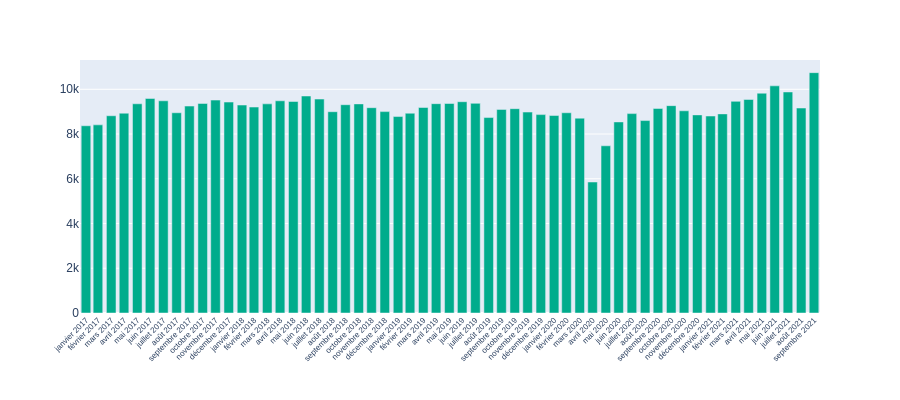 10k
8k
6k
4k
2k
0
janvier 2017
février 2017
mars 2017
avril 2017
mai 2017
juin 2017
juillet 2017
août 2017
septembre 2017
octobre 2017
novembre 2017
décembre 2017
janvier 2018
février 2018
mars 2018
avril 2018
mai 2018
juin 2018
juillet 2018
août 2018
septembre 2018
octobre 2018
novembre 2018
décembre 2018
janvier 2019
février 2019
mars 2019
avril 2019
mai 2019
juin 2019
juillet 2019
août 2019
septembre 2019
octobre 2019
novembre 2019
décembre 2019
janvier 2020
février 2020
mars 2020
avril 2020
mai 2020
juin 2020
juillet 2020
août 2020
septembre 2020
octobre 2020
novembre 2020
décembre 2020
janvier 2021
février 2021
mars 2021
avril 2021
mai 2021
juin 2021
juillet 2021
août 2021
septembre 2021